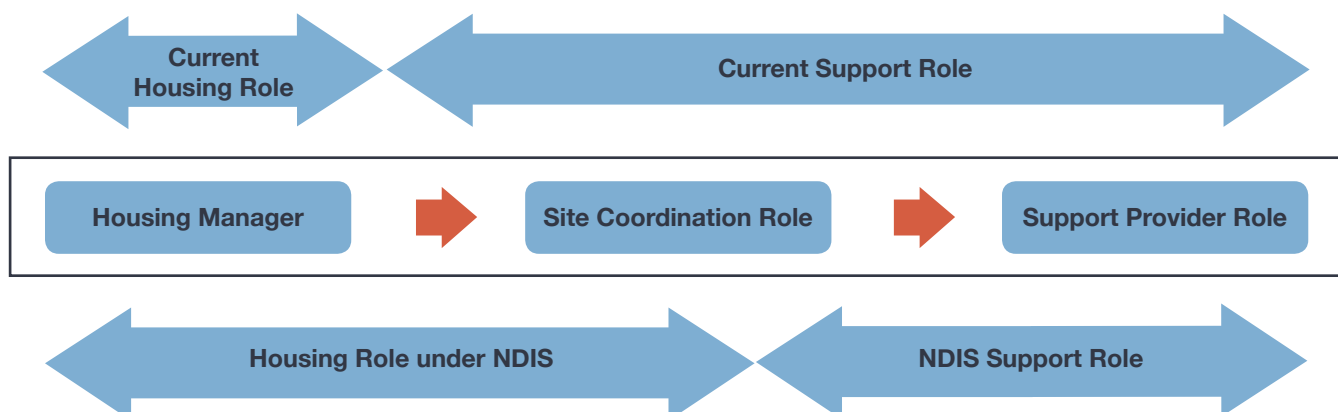 Current
Housing Role
Current Support Role
Housing Manager
Site Coordination Role
Support Provider Role
Housing Role under NDIS
NDIS Support Role